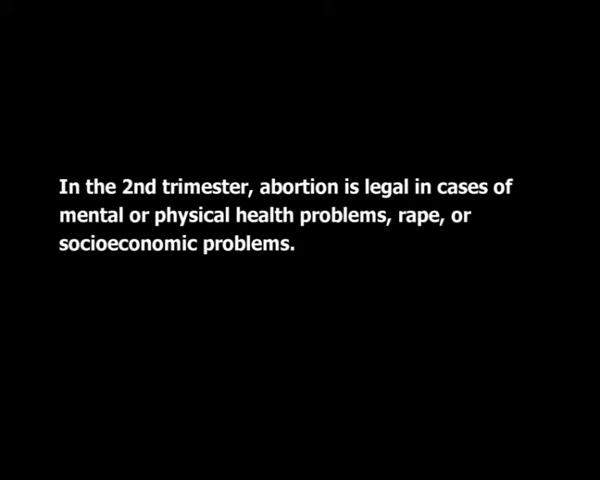 In the 2nd trimester, abortion is legal in cases of
mental or physical health problems, rape, or
socioeconomic problems.